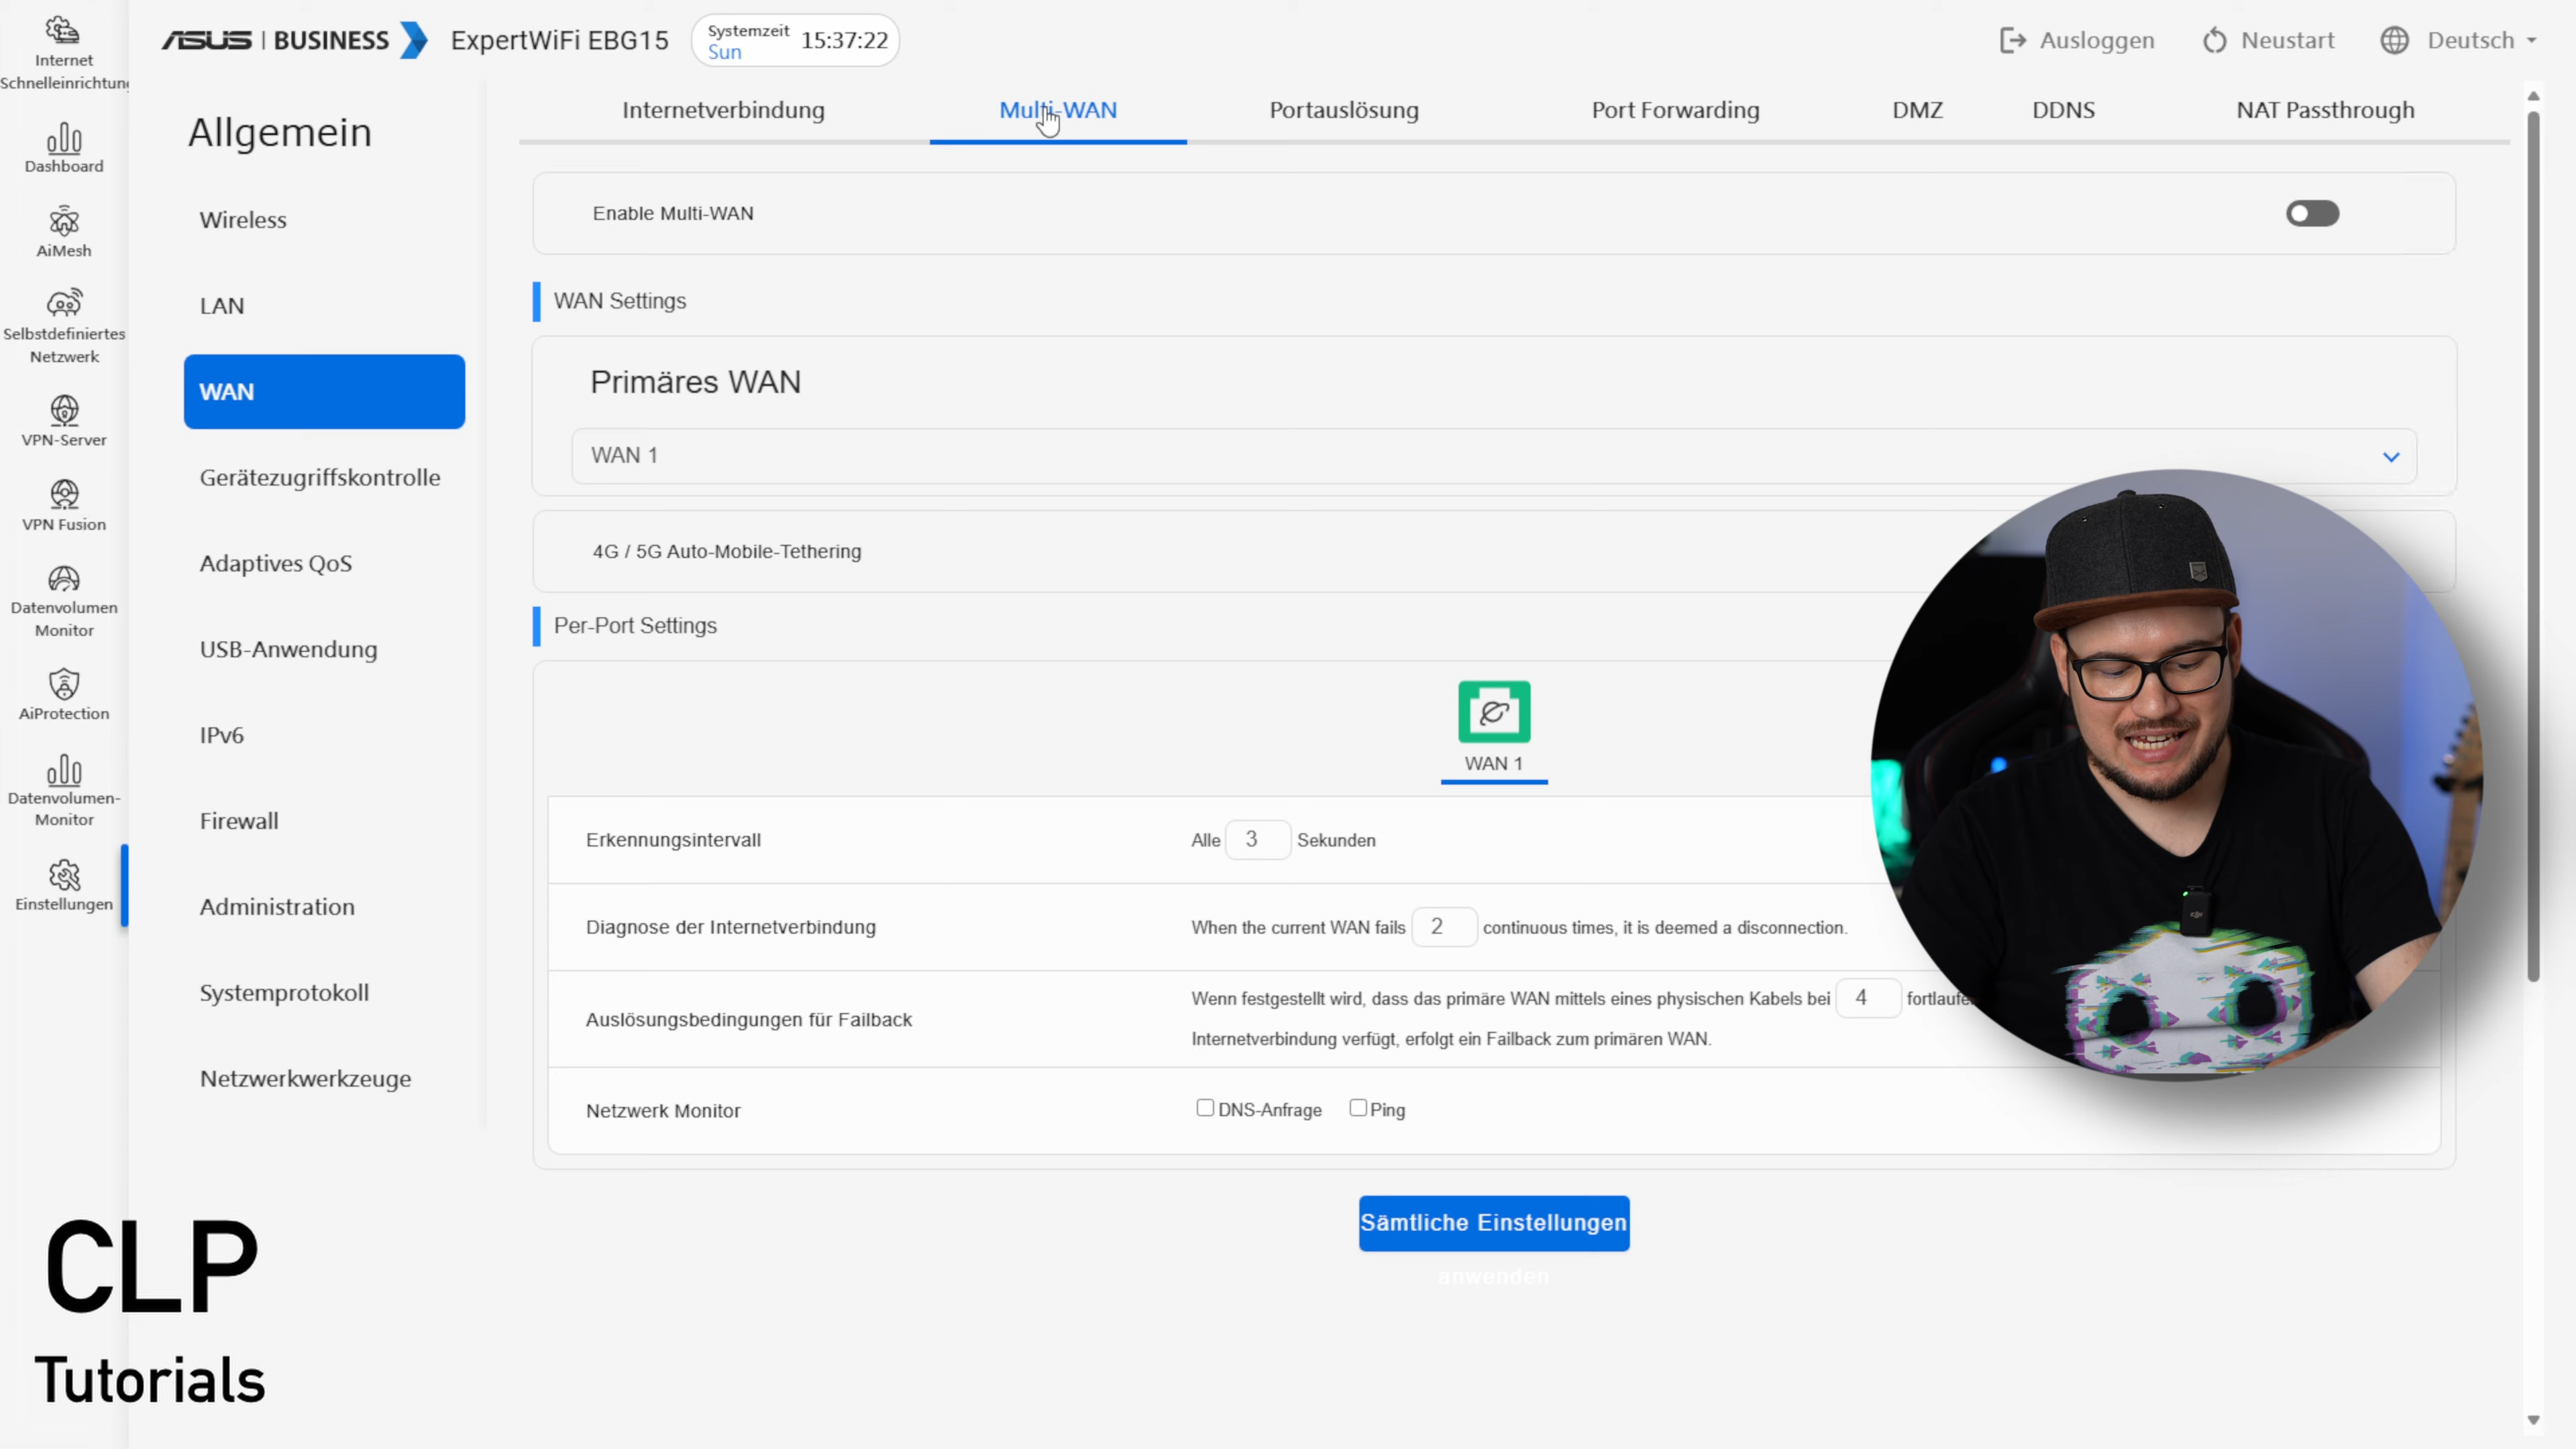 Internet
Schnelleinrichtung
Dashboard
AiMesh
Selbstdefiniertes
Netzwerk
VPN-Server
VPN Fusion
Datenvolumen
Monitor
AiProtection
Datenvolumen-
Monitor
Einstellungen
ASUS | BUSINESS ExpertWiFi EBG15
Systemzeit
Sun
15:37:22
Ausloggen
Neustart
Deutsch
Allgemein
Wireless
LAN
WAN
Gerätezugriffskontrolle
Adaptives QoS
USB-Anwendung
IPv6
Firewall
Administration
Systemprotokoll
Netzwerkwerkzeuge
Internetverbindung Multi-WAN Portauslösung Port Forwarding DMZ DDNS NAT Passthrough
Enable Multi-WAN
WAN Settings
Primäres WAN
WAN 1
4G / 5G Auto-Mobile-Tethering
Per-Port Settings
WAN 1
Erkennungsintervall Alle 3 Sekunden
Diagnose der Internetverbindung When the current WAN fails 2 continuous times, it is deemed a disconnection.
Auslösungsbedingungen für Failback
Wenn festgestellt wird, dass das primäre WAN mittels eines physischen Kabels bei 4
Internetverbindung verfügt, erfolgt ein Failback zum primären WAN.
Netzwerk Monitor DNS-Anfrage Ping
Sämtliche Einstellungen
anwenden
CLP
Tutorials